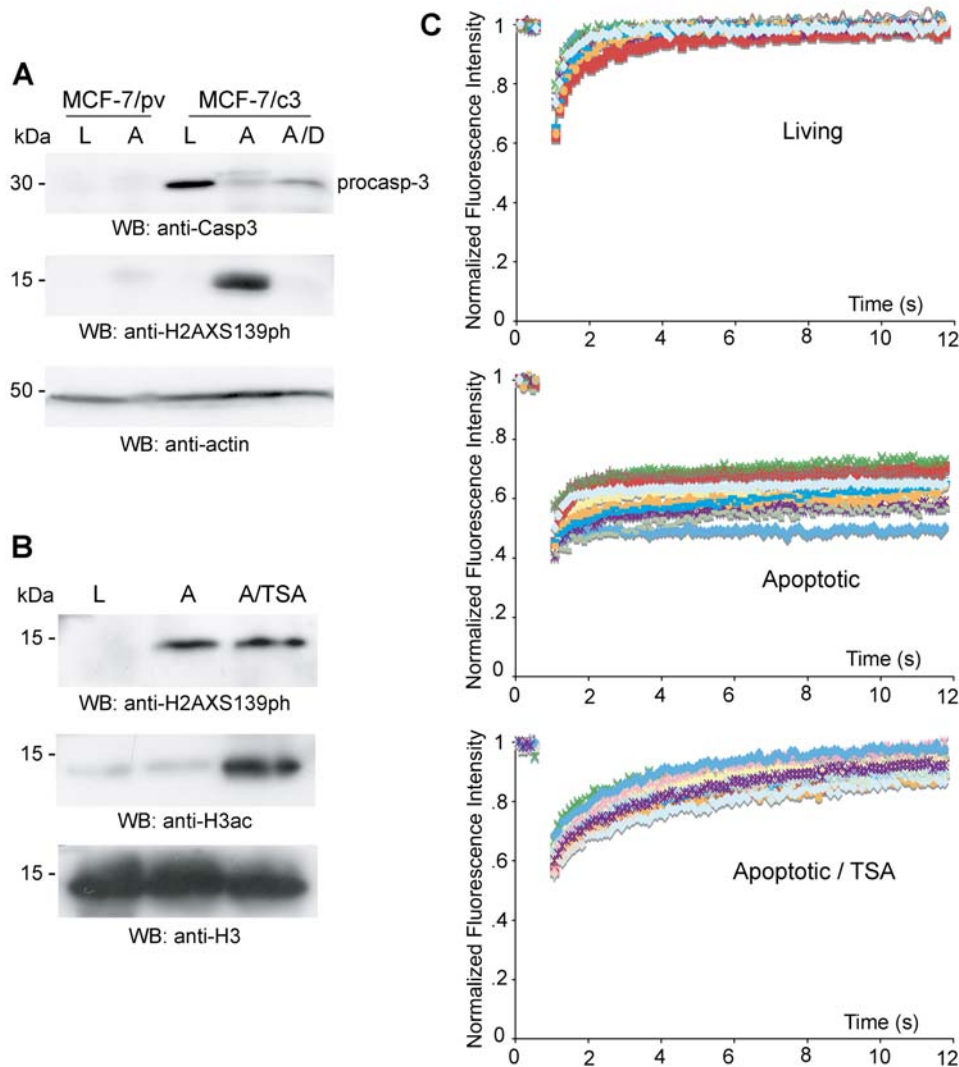 A
MCF-7/pv MCF-7/c3
kDa L A L A A/D
30 - procasp-3
WB: anti-Casp3
15 -
WB: anti-H2AXS139ph
50 -
WB: anti-actin
B
kDa L A A/TSA
15 -
WB: anti-H2AXS139ph
15 -
WB: anti-H3ac
15 -
WB: anti-H3
C
Normalized Fluorescence Intensity
1
.8
.6
.4
.2
0
Living
Time (s)
0 2 4 6 8 10 12
Normalized Fluorescence Intensity
1
.8
.6
.4
.2
0
Apoptotic
Time (s)
0 2 4 6 8 10 12
Normalized Fluorescence Intensity
1
.8
.6
.4
.2
0
Apoptotic / TSA
Time (s)
0 2 4 6 8 10 12